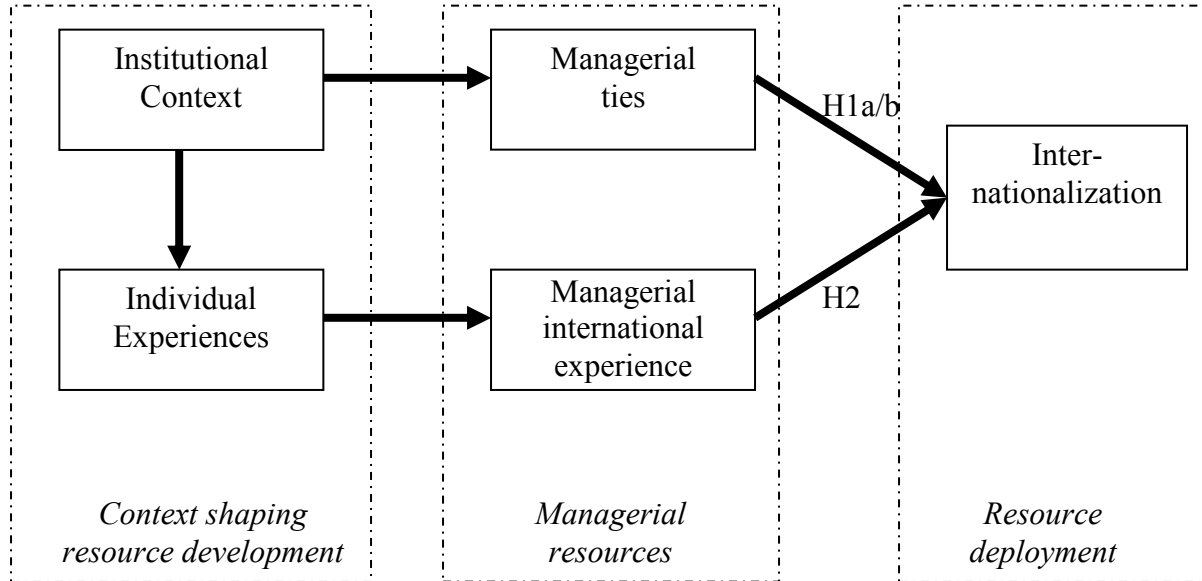 Institutional
Context
Managerial
ties
H1a/b
Inter-
nationalization
Individual
Experiences
Managerial
international
experience
H2
Context shaping
resource development
Managerial
resources
Resource
deployment